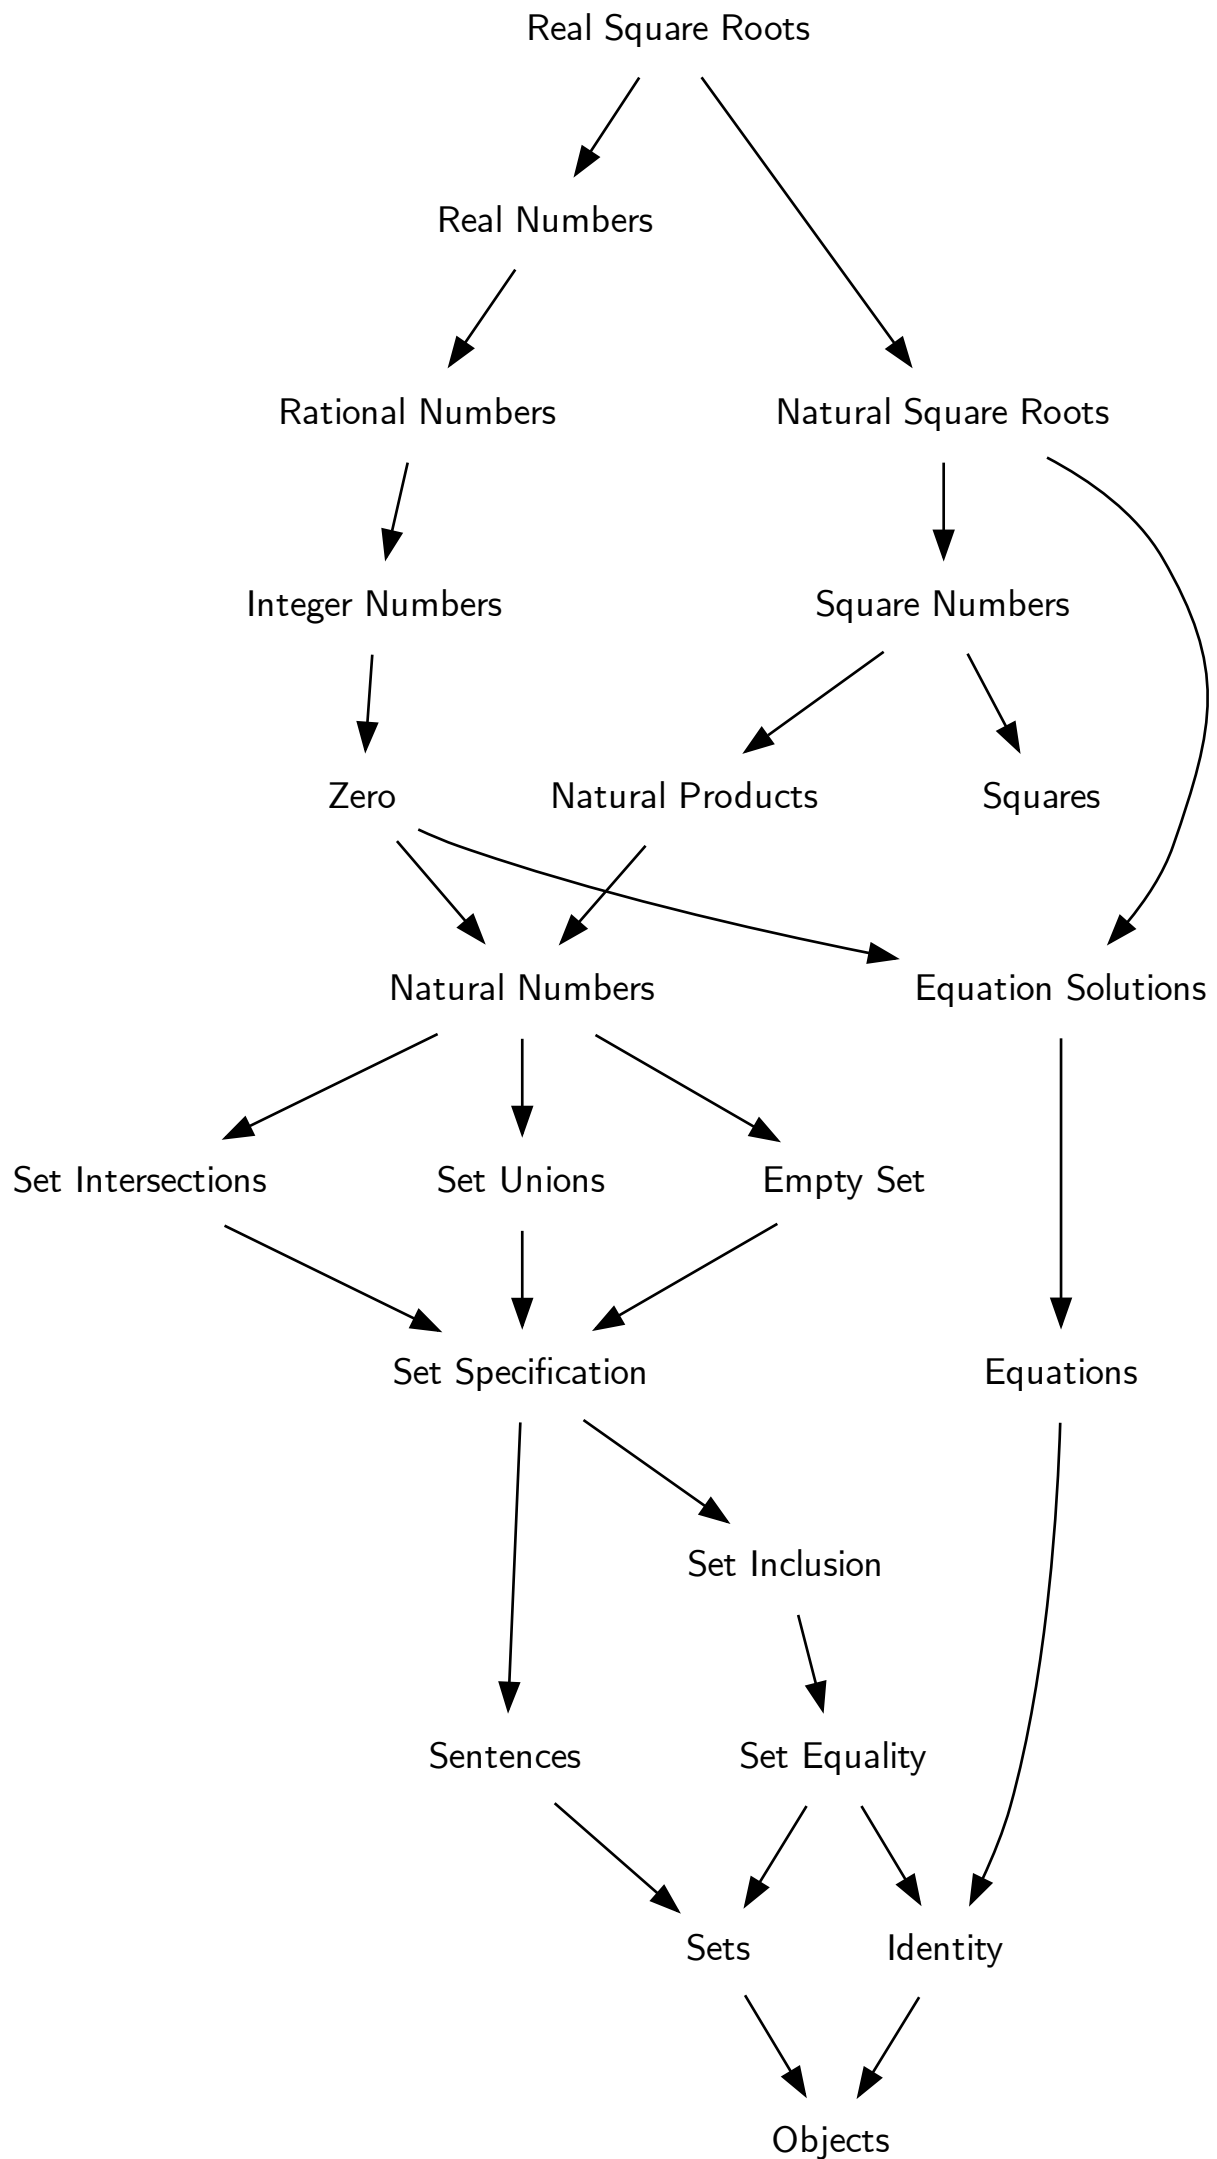 Real Square Roots
Real Numbers
Rational Numbers
Natural Square Roots
Integer Numbers
Square Numbers
Zero
Natural Products
Squares
Natural Numbers
Equation Solutions
Set Intersections
Set Unions
Empty Set
Set Specification
Equations
Set Inclusion
Sentences
Set Equality
Sets
Identity
Objects